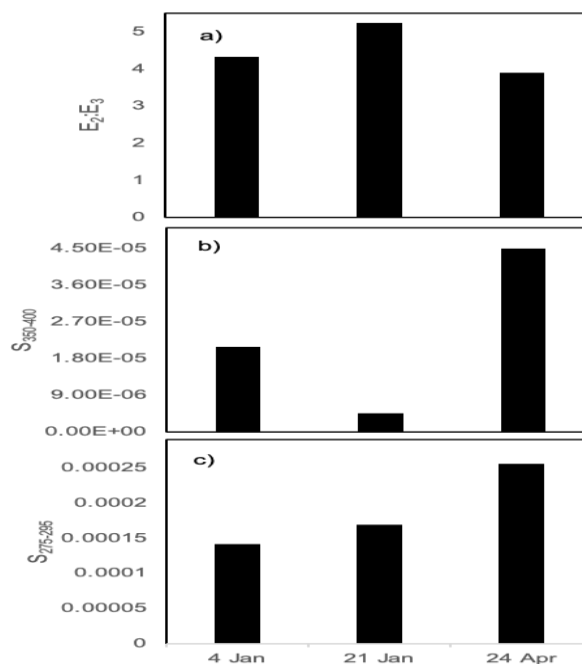 a)
5
4
3
2
1
0
E2:E3
b)
4.50E-05
3.60E-05
2.70E-05
1.80E-05
9.00E-06
0.00E+00
S350-400
c)
0.00025
0.0002
0.00015
0.0001
0.00005
0
S275-295
4 Jan 21 Jan 24 Apr